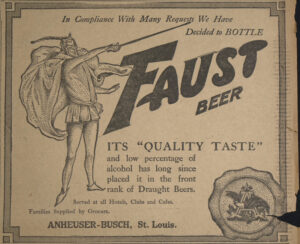 In Compliance With Many Requests We Have
Decided to BOTTLE
FAUST
BEER
ITS "QUALITY TASTE"
and low percentage of
alcohol has long since
placed it in the front
rank of Draught Beers.
Served at all Hotels, Clubs and Cafes.
Families Supplied by Grocers.
ANHEUSER-BUSCH, St. Louis.